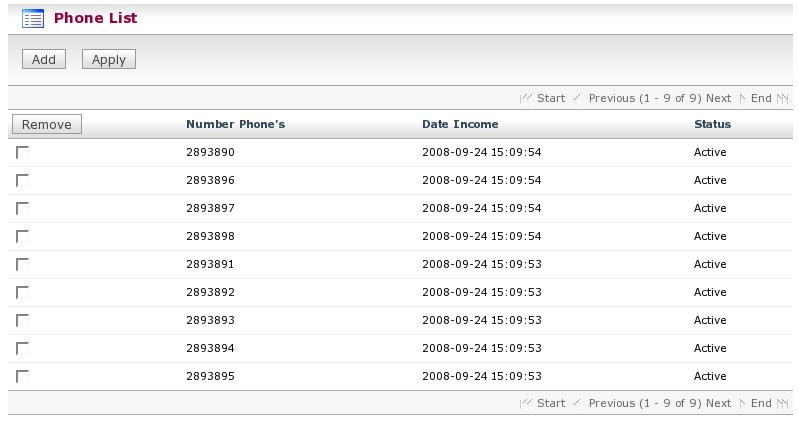 Phone List
Add Apply
Start Previous (1 - 9 of 9) Next End
Remove Number Phone's Date Income Status
2893890 2008-09-24 15:09:54 Active
2893896 2008-09-24 15:09:54 Active
2893897 2008-09-24 15:09:54 Active
2893898 2008-09-24 15:09:54 Active
2893891 2008-09-24 15:09:53 Active
2893892 2008-09-24 15:09:53 Active
2893893 2008-09-24 15:09:53 Active
2893894 2008-09-24 15:09:53 Active
2893895 2008-09-24 15:09:53 Active
Start Previous (1 - 9 of 9) Next End